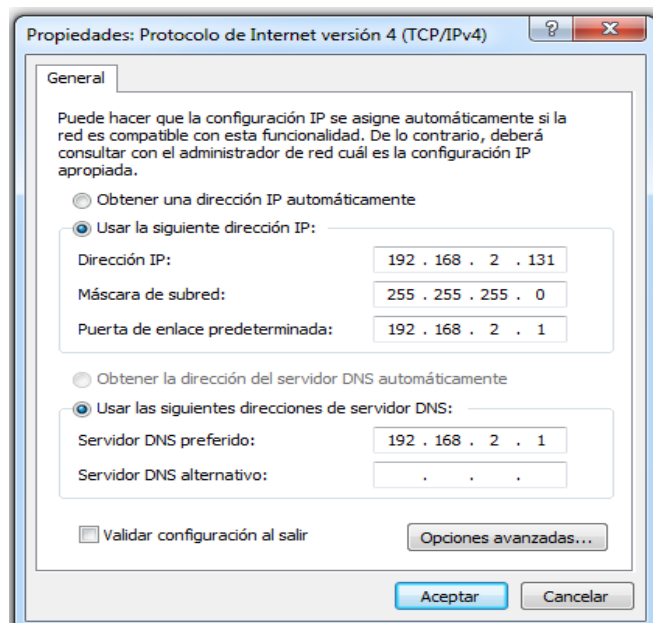 Propiedades: Protocolo de Internet versión 4 (TCP/IPv4)
General
Puede hacer que la configuración IP se asigne automáticamente si la
red es compatible con esta funcionalidad. De lo contrario, deberá
consultar con el administrador de red cuál es la configuración IP
apropiada.
Obtener una dirección IP automáticamente
Usar la siguiente dirección IP:
Dirección IP: 192 . 168 . 2 . 131
Máscara de subred: 255 . 255 . 255 . 0
Puerta de enlace predeterminada: 192 . 168 . 2 . 1
Obtener la dirección del servidor DNS automáticamente
Usar las siguientes direcciones de servidor DNS:
Servidor DNS preferido: 192 . 168 . 2 . 1
Servidor DNS alternativo: . . .
Validar configuración al salir Opciones avanzadas...
Aceptar Cancelar